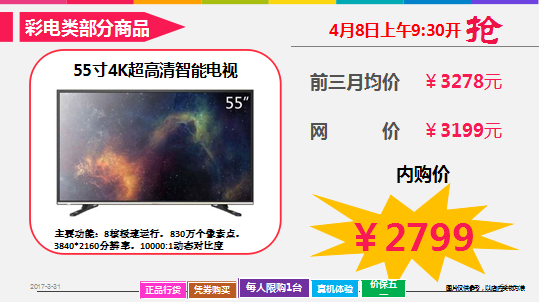 彩电类部分商品
4月8日上午9:30开 抢
55寸4K超高清智能电视
55”
主要功能：8核极速运行，830万个像素点，
3840*2160分辨率，10000:1动态对比度
前三月均价 ￥3278元
网 价 ￥3199元
内购价
￥2799
2017-3-31
正品行货
凭券购买
每人限购1台
真机体验
价保五一